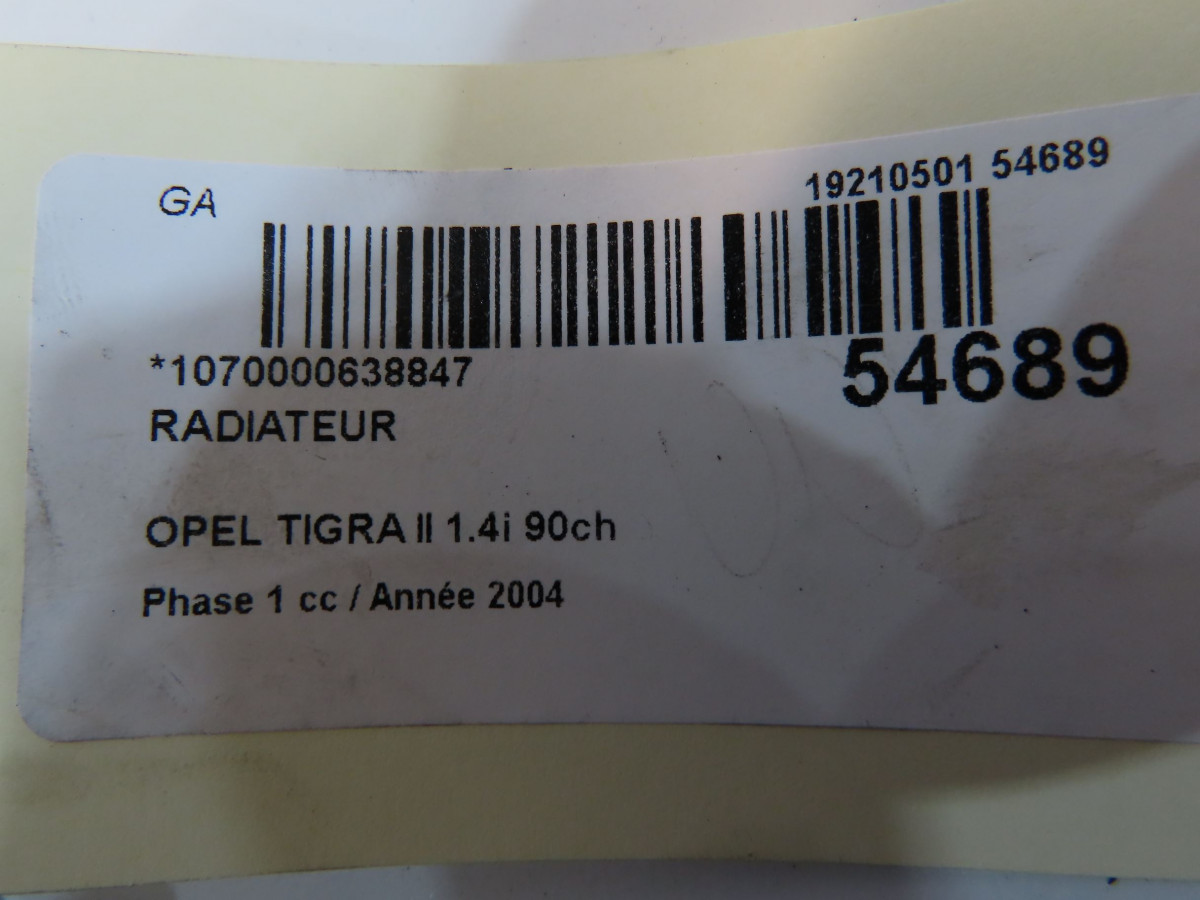 GA
19210501 54689
*1070000638847
54689
RADIATEUR
OPEL TIGRA II 1.4i 90ch
Phase 1 cc / Année 2004